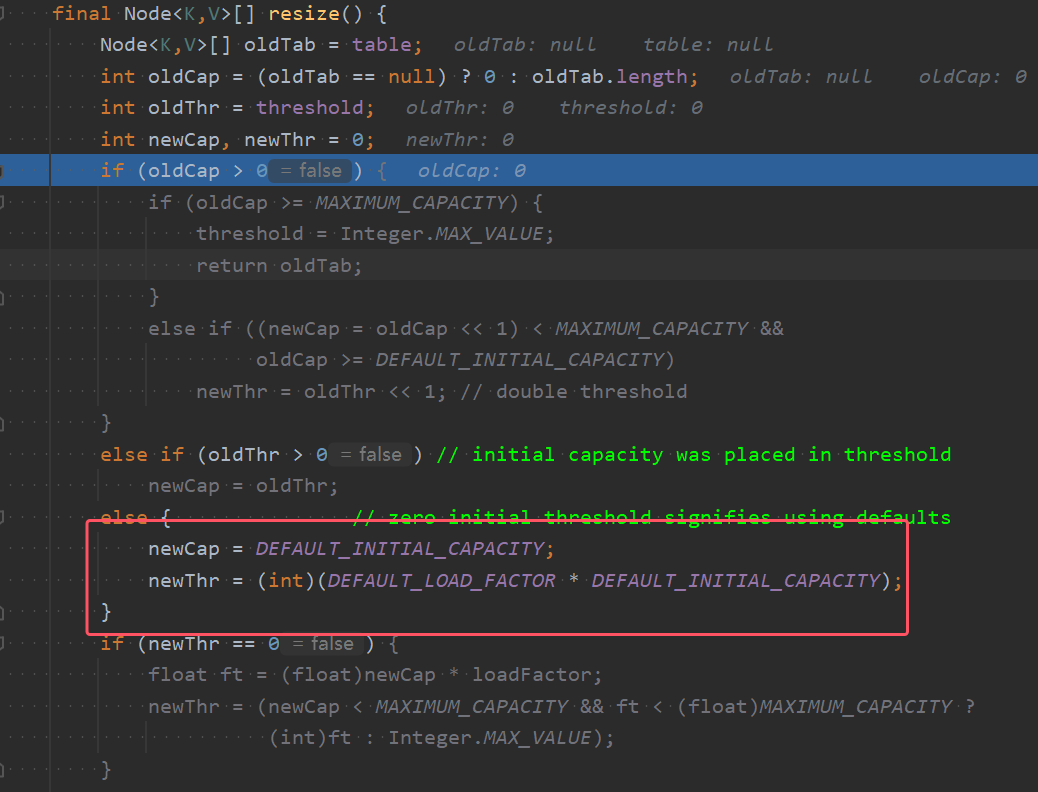 final Node<K,V>[] resize() {
Node<K,V>[] oldTab = table; oldTab: null table: null
int oldCap = (oldTab == null) ? 0 : oldTab.length; oldTab: null oldCap: 0
int oldThr = threshold; oldThr: 0 threshold: 0
int newCap, newThr = 0; newThr: 0
if (oldCap > 0 = false ) { oldCap: 0
if (oldCap >= MAXIMUM_CAPACITY) {
threshold = Integer.MAX_VALUE;
return oldTab;
}
else if ((newCap = oldCap << 1) < MAXIMUM_CAPACITY &&
oldCap >= DEFAULT_INITIAL_CAPACITY)
newThr = oldThr << 1; // double threshold
}
else if (oldThr > 0 = false ) // initial capacity was placed in threshold
newCap = oldThr;
else { // zero initial threshold signifies using defaults
newCap = DEFAULT_INITIAL_CAPACITY;
newThr = (int)(DEFAULT_LOAD_FACTOR * DEFAULT_INITIAL_CAPACITY);
}
if (newThr == 0 = false ) {
float ft = (float)newCap * loadFactor;
newThr = (newCap < MAXIMUM_CAPACITY && ft < (float)MAXIMUM_CAPACITY ?
(int)ft : Integer.MAX_VALUE);
}